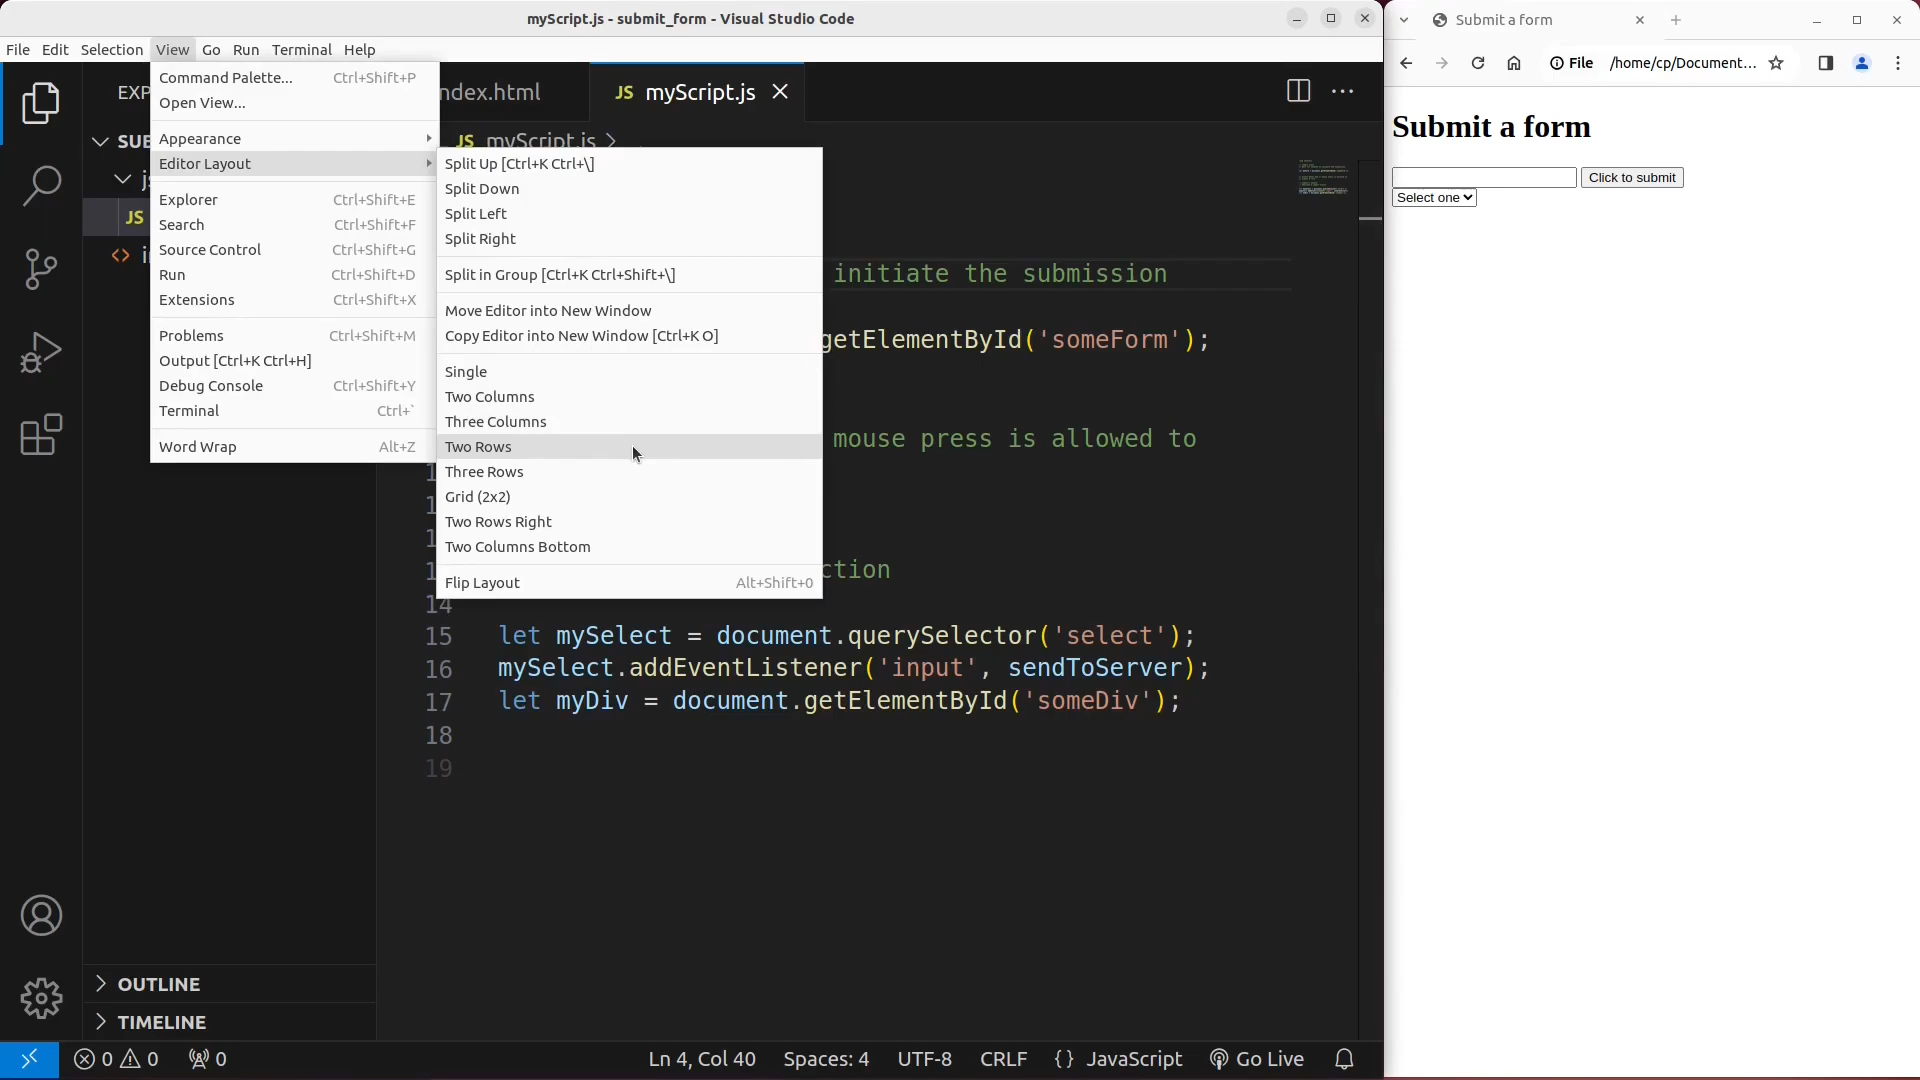 myScript.js - submit_form - Visual Studio Code
File Edit Selection View Go Run Terminal Help
Command Palette... Ctrl+Shift+P
Open View...
Appearance
Editor Layout
Explorer Ctrl+Shift+E
Search Ctrl+Shift+F
Source Control Ctrl+Shift+G
Run Ctrl+Shift+D
Extensions Ctrl+Shift+X
Problems Ctrl+Shift+M
Output [Ctrl+K Ctrl+H]
Debug Console Ctrl+Shift+Y
Terminal Ctrl+`
Word Wrap Alt+Z
Split Up [Ctrl+K Ctrl+\]
Split Down
Split Left
Split Right
Split in Group [Ctrl+K Ctrl+Shift+\]
Move Editor into New Window
Copy Editor into New Window [Ctrl+K O]
Single
Two Columns
Three Columns
Two Rows
Three Rows
Grid (2x2)
Two Rows Right
Two Columns Bottom
Flip Layout Alt+Shift+0
EXP
SUB
JS
ndex.html
JS myScript.js
JS myScript.js >
initiate the submission
getElementById('someForm');
mouse press is allowed to
ction
14
15 let mySelect = document.querySelector('select');
16 mySelect.addEventListener('input', sendToServer);
17 let myDiv = document.getElementById('someDiv');
18
19
OUTLINE
TIMELINE
0 0 0 Ln 4, Col 40 Spaces: 4 UTF-8 CRLF {} JavaScript Go Live
Submit a form
File /home/cp/Document...
Submit a form
Click to submit
Select one